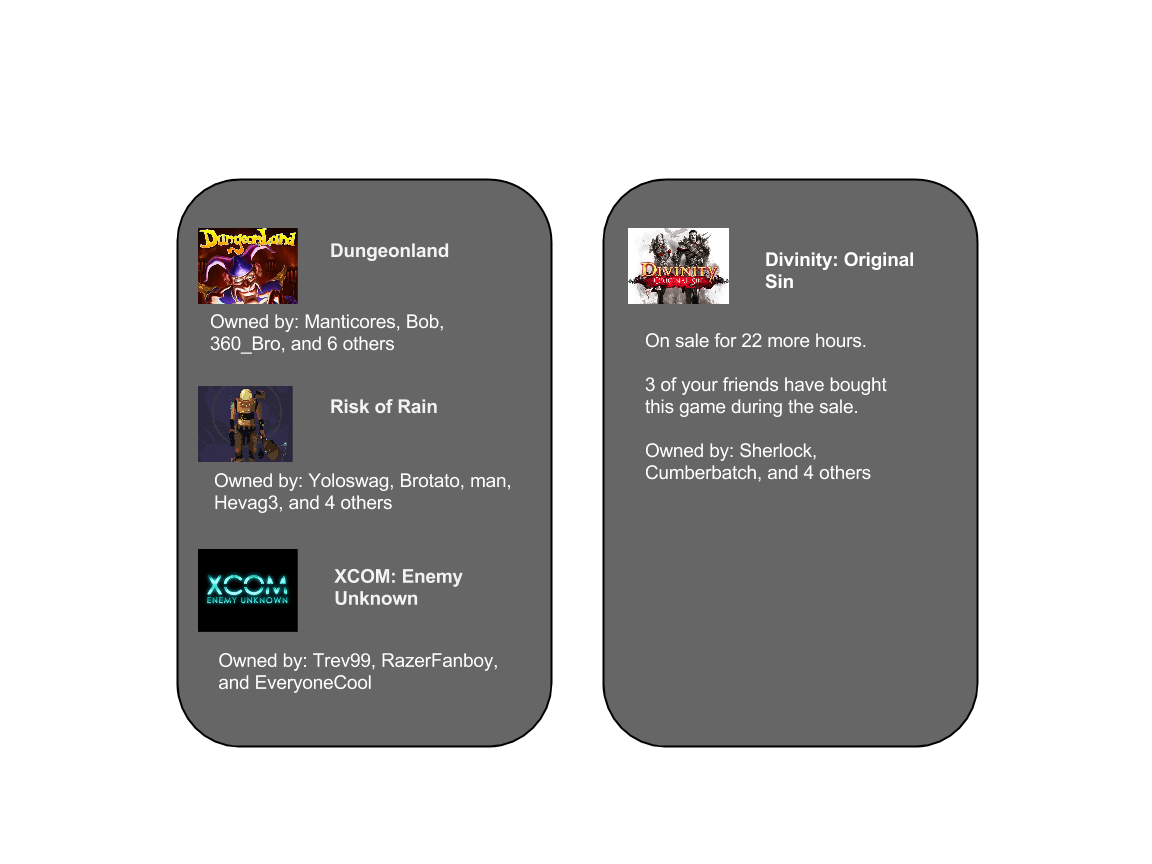 DungeonLand
Dungeonland
Owned by: Manticores, Bob,
360_Bro, and 6 others
Risk of Rain
Owned by: Yoloswag, Brotato, man,
Hevag3, and 4 others
XCOM
ENEMY UNKNOWN
XCOM: Enemy
Unknown
Owned by: Trev99, RazerFanboy,
and EveryoneCool
DIVINITY
ORIGINAL SIN
Divinity: Original
Sin
On sale for 22 more hours.
3 of your friends have bought
this game during the sale.
Owned by: Sherlock,
Cumberbatch, and 4 others